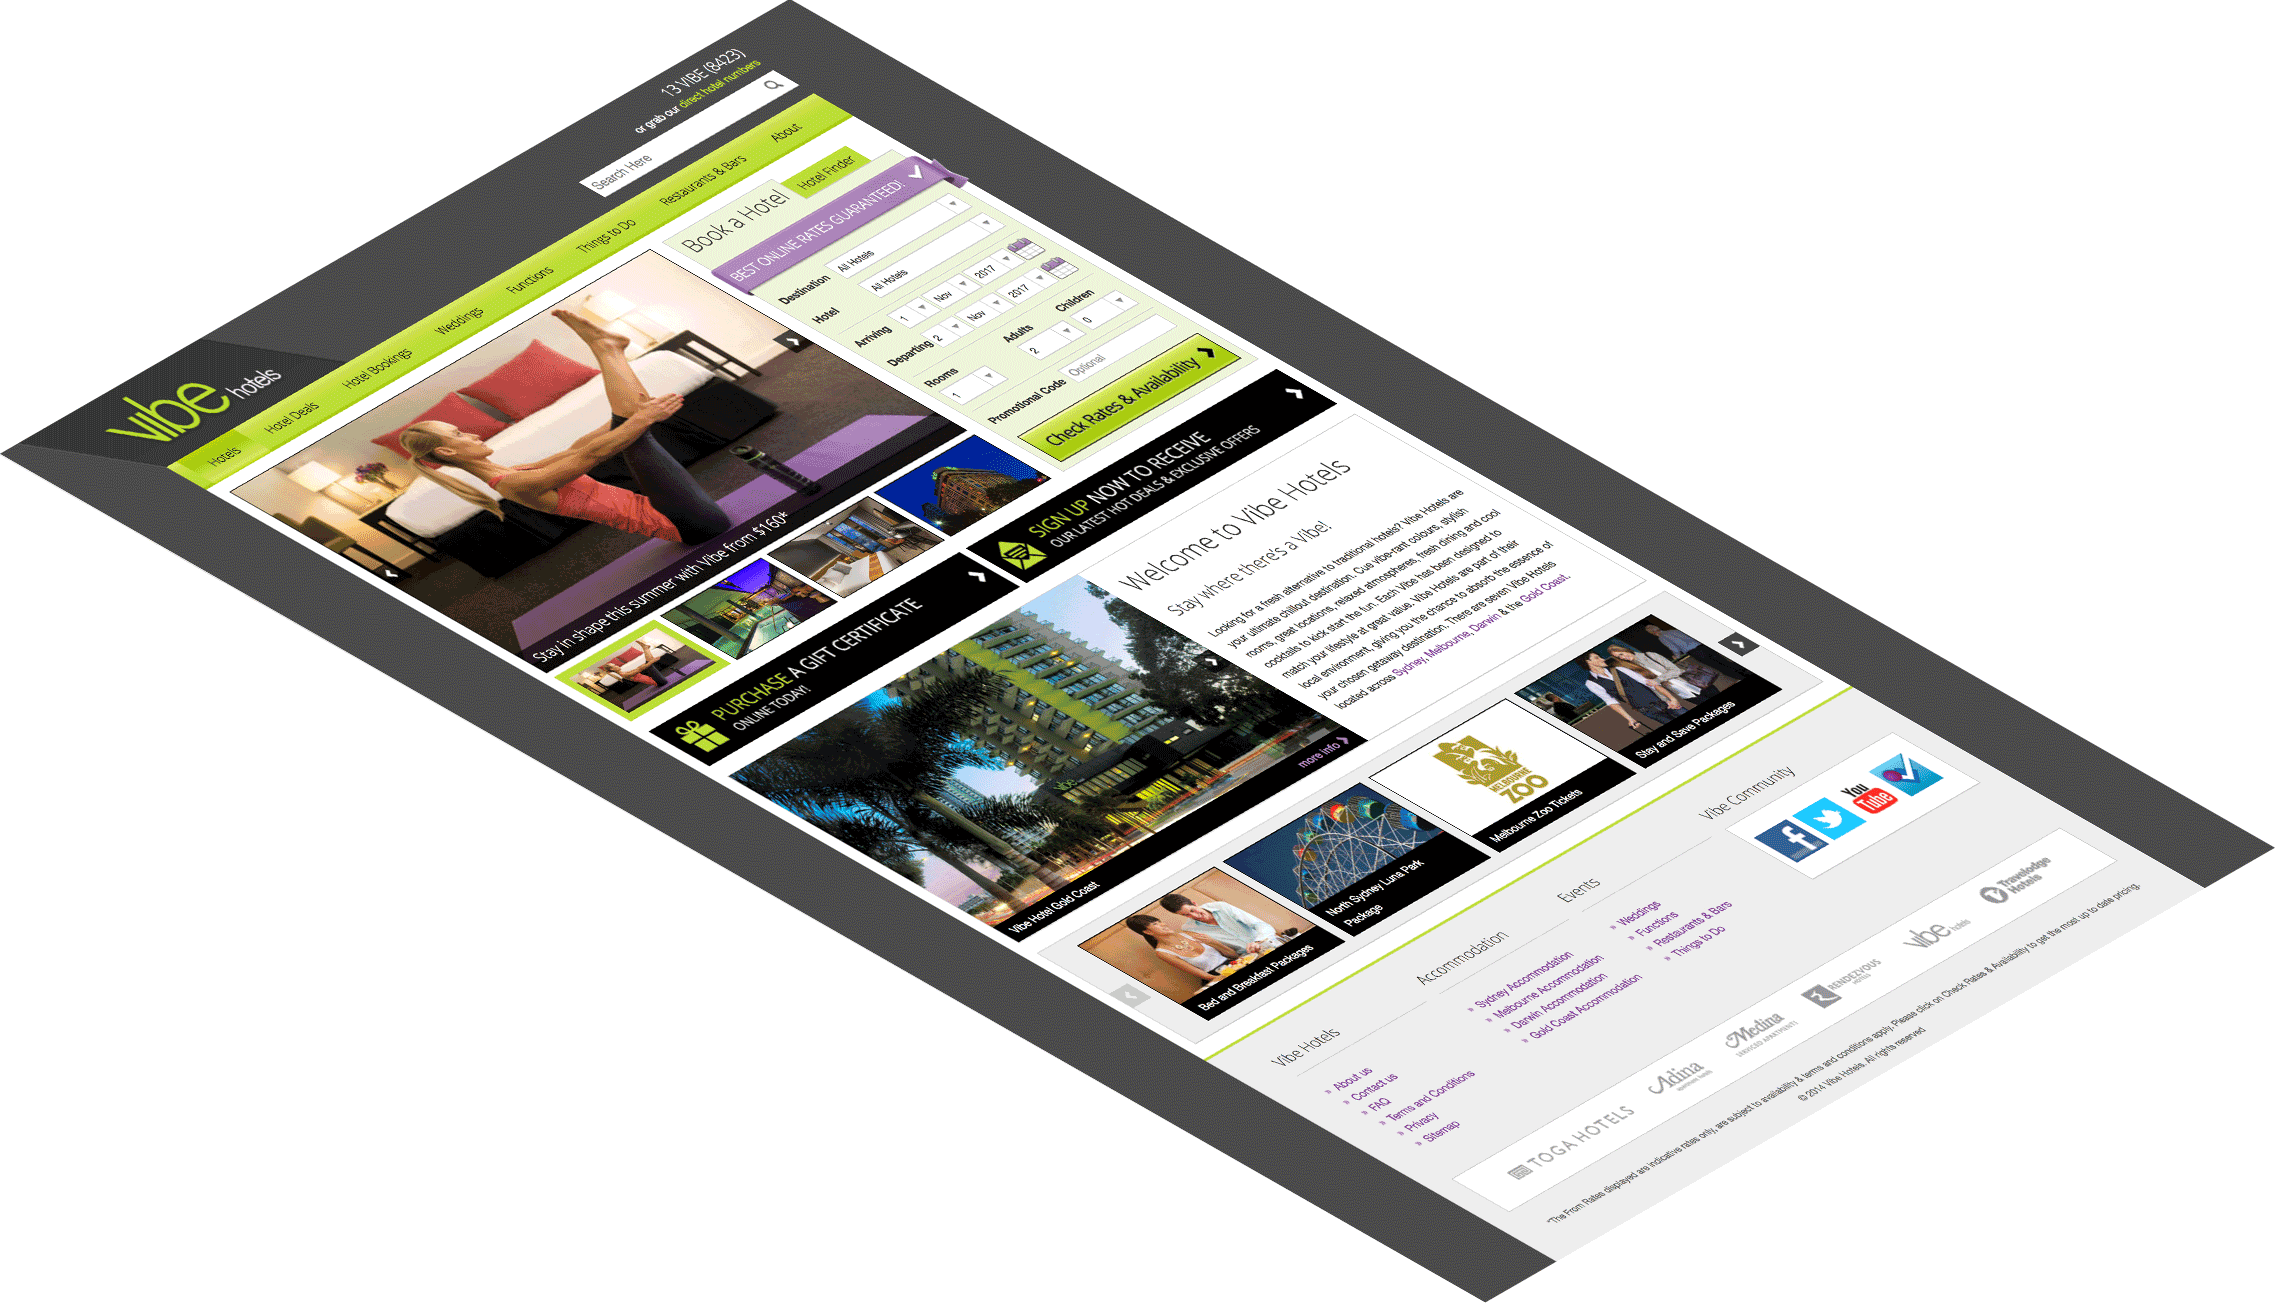 13 VIBE (8423)
or grab our direct hotel numbers
Search Here
vibe hotels
Hotels
Hotel Deals
Hotel Bookings
Weddings
Functions
Things to Do
Restaurants & Bars
About
Book a Hotel
Hotel Finder
BEST ONLINE RATES GUARANTEED!
Destination
All Hotels
Hotel
All Hotels
Arriving
1 Nov 2017
Departing
2 Nov 2017
Rooms
Adults
Children
1
2
0
Promotional Code
Optional
Check Rates & Availability
Stay in shape this summer with Vibe from $160*
PURCHASE A GIFT CERTIFICATE
ONLINE TODAY!
SIGN UP NOW TO RECEIVE
OUR LATEST HOT DEALS & EXCLUSIVE OFFERS
vibe
Vibe Hotel Gold Coast
more info
Welcome to Vibe Hotels
Stay where there's a Vibe!
Looking for a fresh alternative to traditional hotels? Vibe Hotels are
your ultimate chillout destination. Cue vibe-rant colours, stylish
rooms, great locations, relaxed atmospheres, fresh dining and cool
cocktails to kick start the fun. Each Vibe has been designed to
match your lifestyle at great value. Vibe Hotels are part of their
local environment, giving you the chance to absorb the essence of
your chosen getaway destination. There are seven Vibe Hotels
located across Sydney, Melbourne, Darwin & the Gold Coast.
Bed and Breakfast Packages
North Sydney Luna Park
Package
MELBOURNE
ZOO
Melbourne Zoo Tickets
Stay and Save Packages
Vibe Hotels
» About us
» Contact us
» FAQ
» Terms and Conditions
» Privacy
» Sitemap
Accommodation
» Sydney Accommodation
» Melbourne Accommodation
» Darwin Accommodation
» Gold Coast Accommodation
Events
» Weddings
» Functions
» Restaurants & Bars
» Things to Do
Vibe Community
f
You
Tube
TOGA HOTELS
Adina
Medina
SERVICED APARTMENTS
RENDEZVOUS
HOTELS
vibe hotels
Travelodge
Hotels
*The From Rates displayed are indicative rates only, are subject to availability & terms and conditions apply. Please click on Check Rates & Availability to get the most up to date pricing.
© 2014 Vibe Hotels. All rights reserved